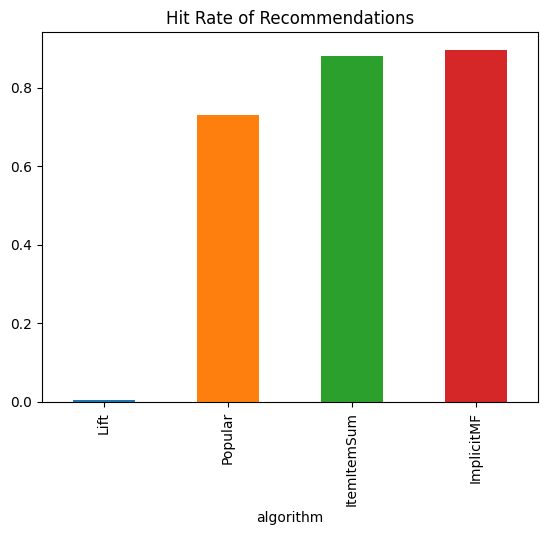 Hit Rate of Recommendations
0.8
0.6
0.4
0.2
0.0
Lift
Popular
ItemItemSum
ImplicitMF
algorithm